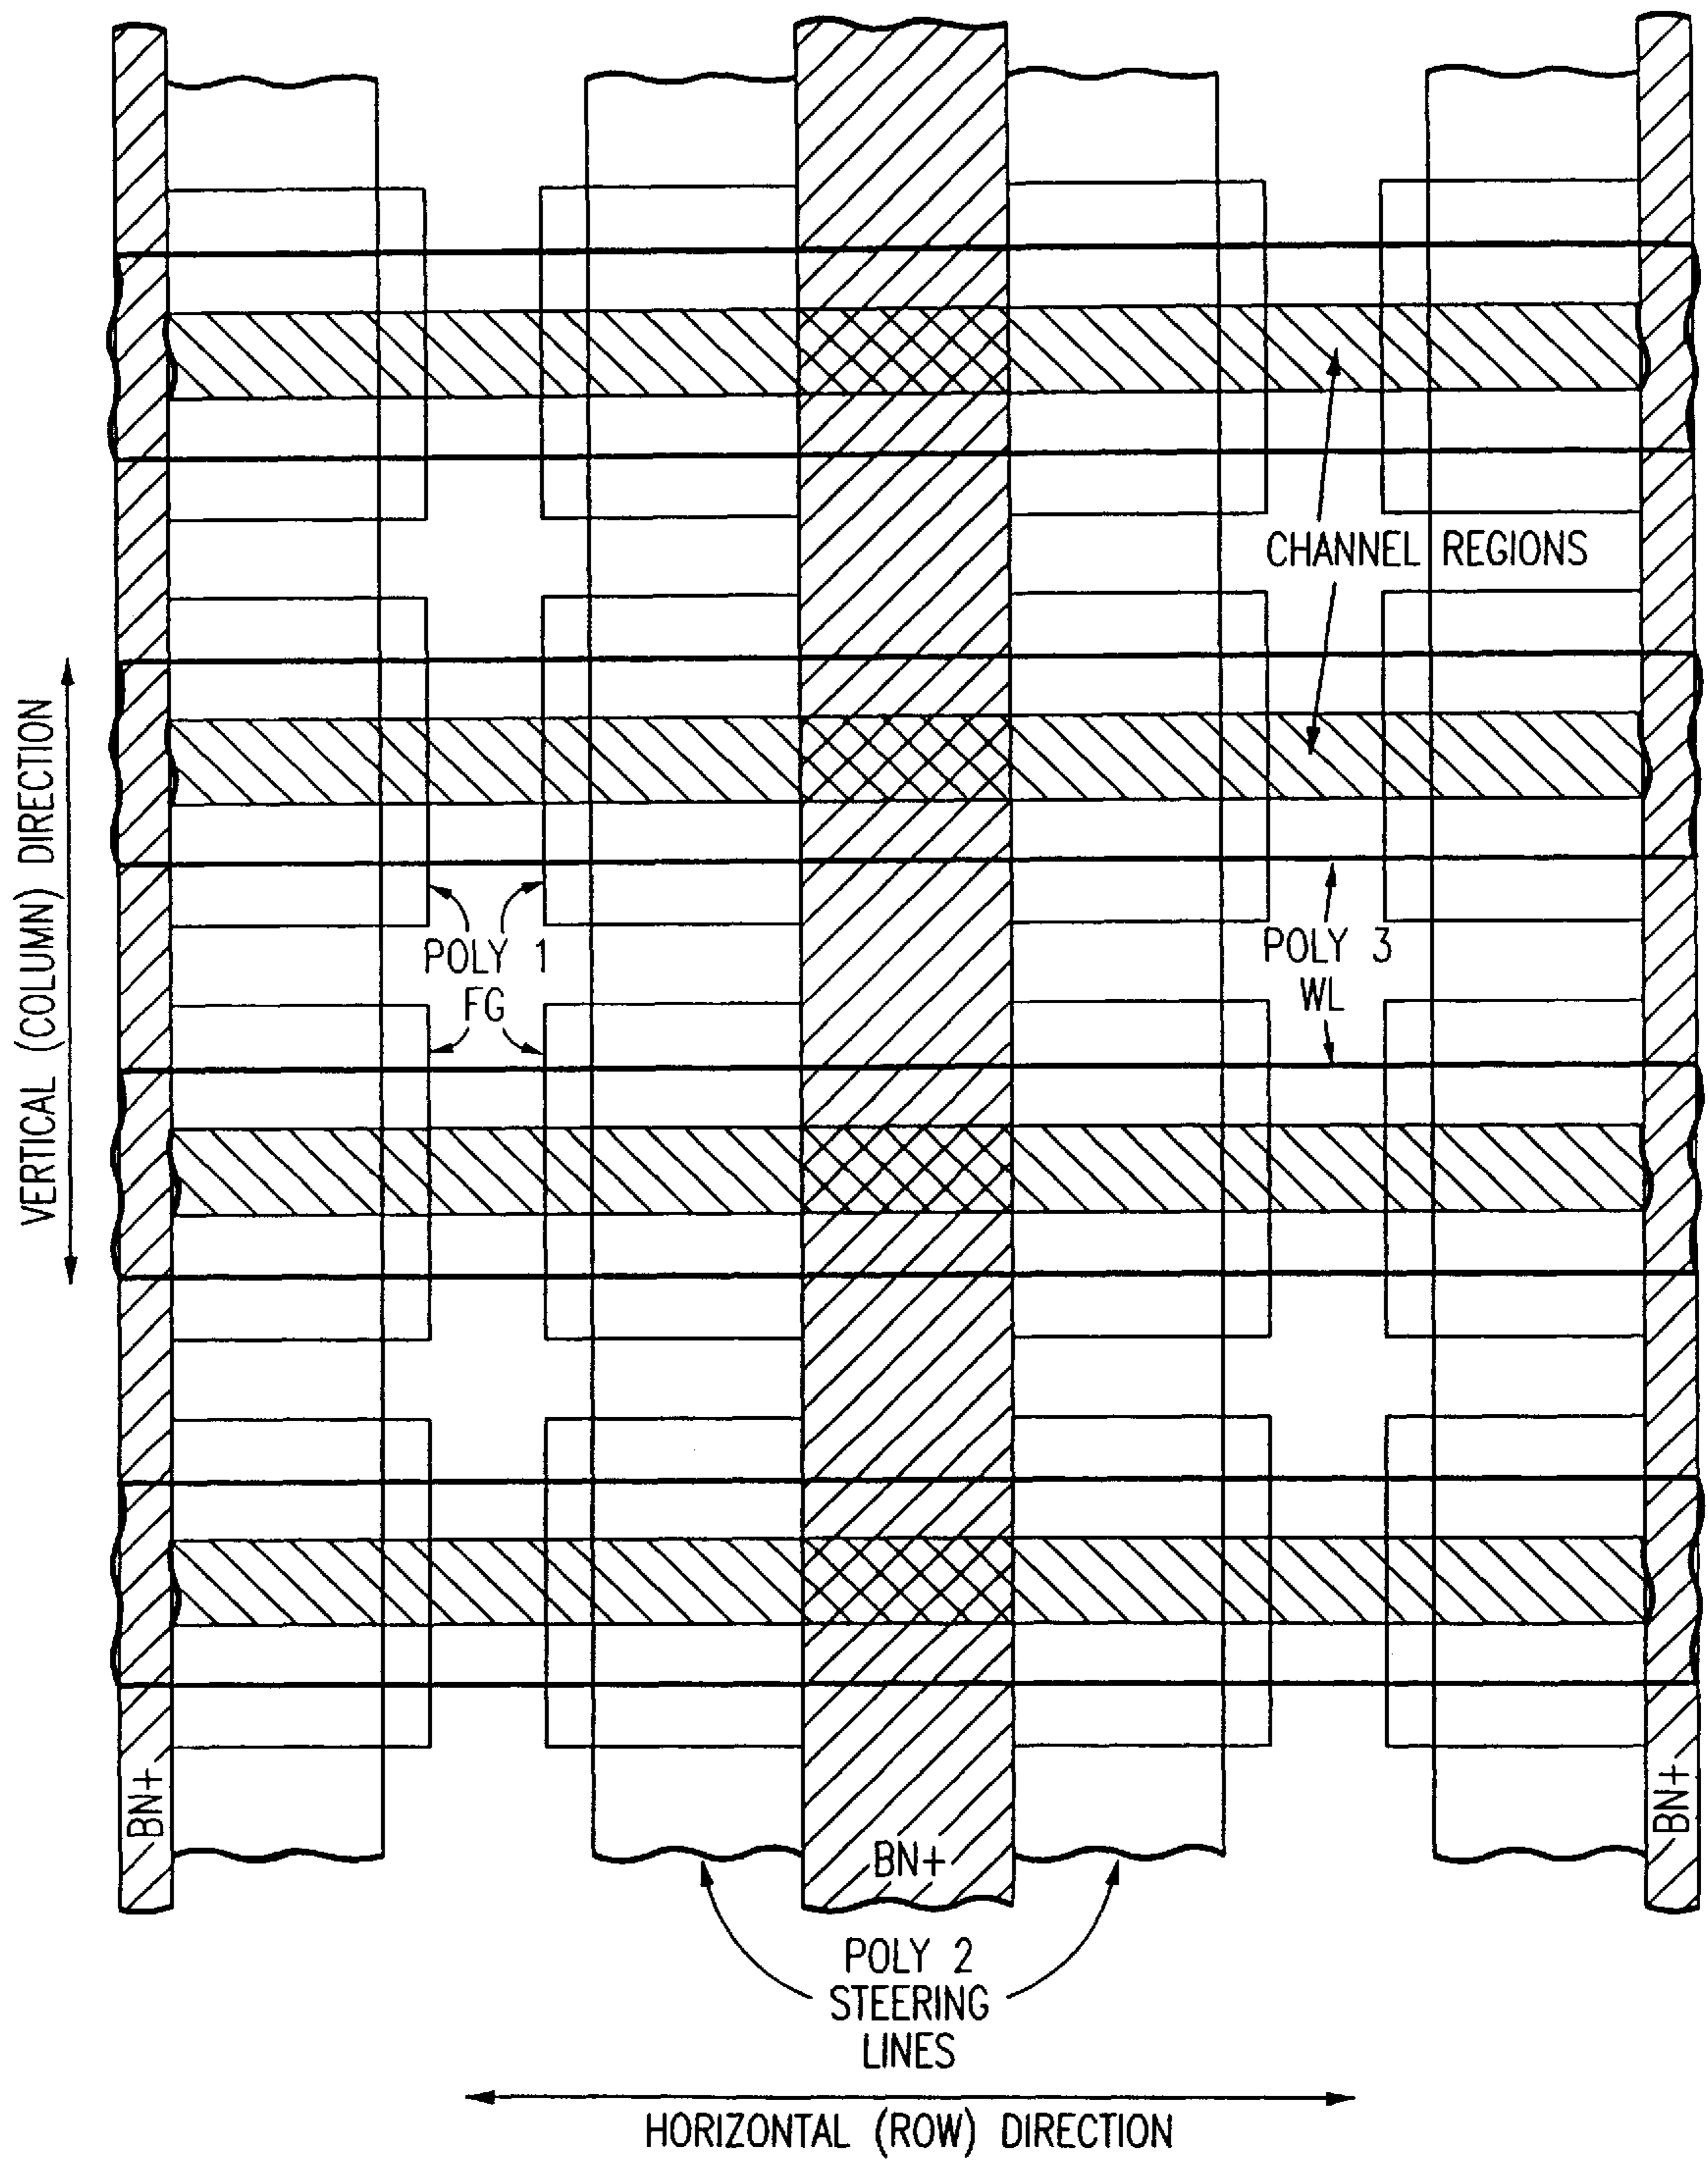 CHANNEL REGIONS
VERTICAL (COLUMN) DIRECTION
POLY 1
FG
POLY 3
WL
BN+
BN+
BN+
POLY 2
STEERING
LINES
HORIZONTAL (ROW) DIRECTION